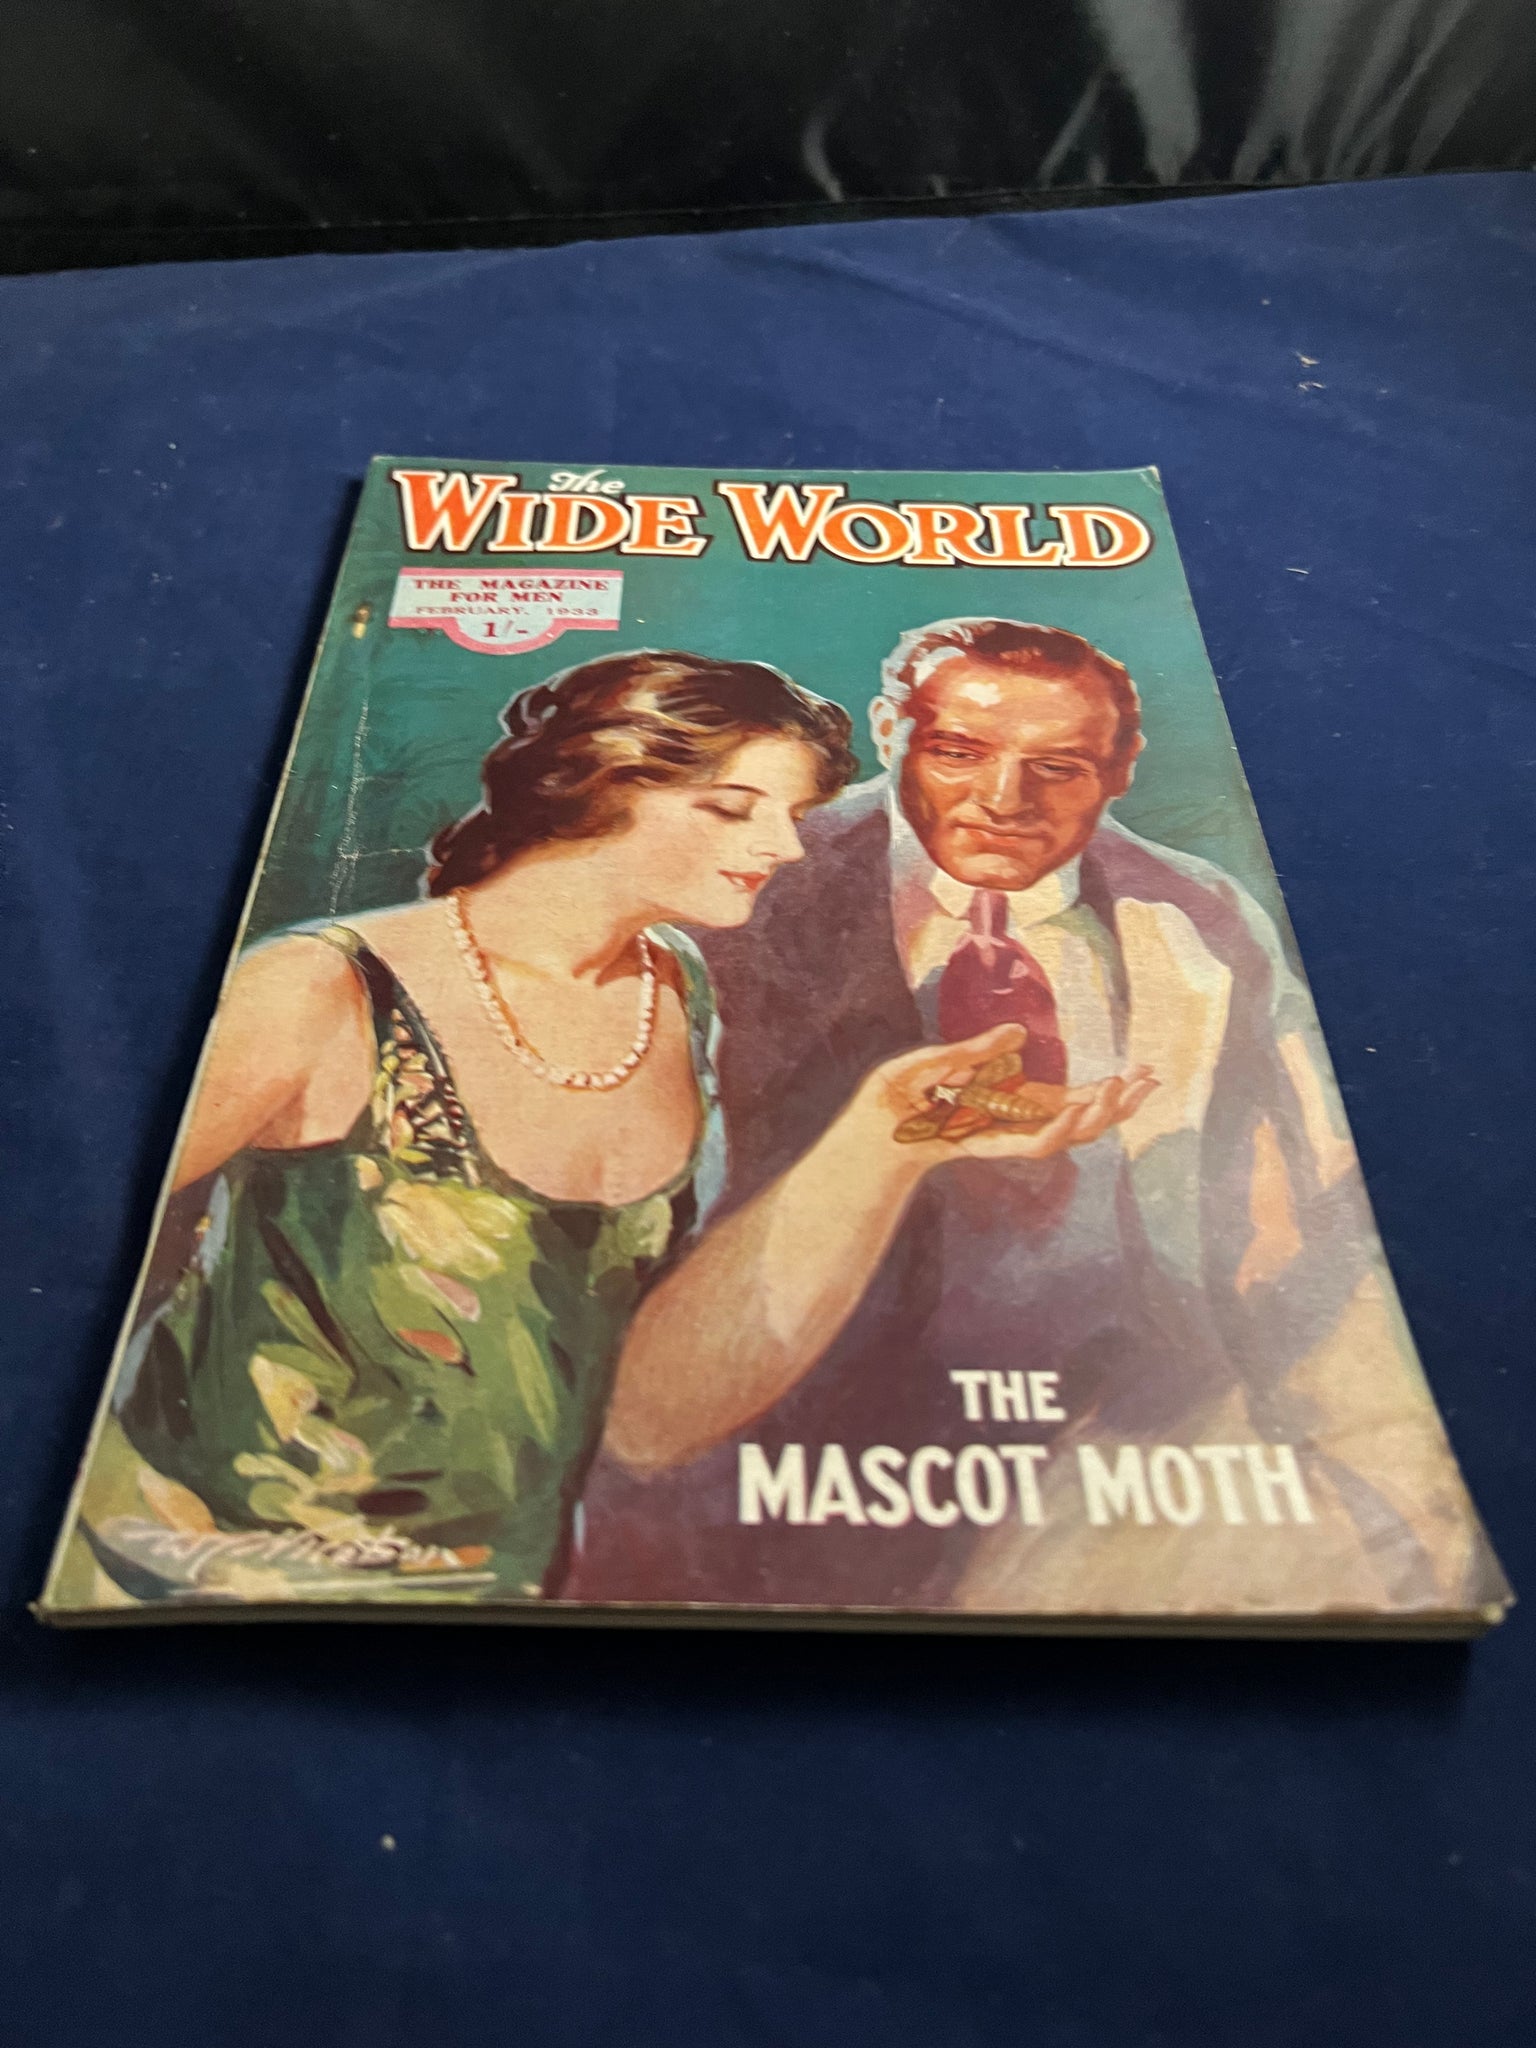 The
WIDE WORLD
THE MAGAZINE
FOR MEN
FEBRUARY, 1933
1/-
THE
MASCOT MOTH